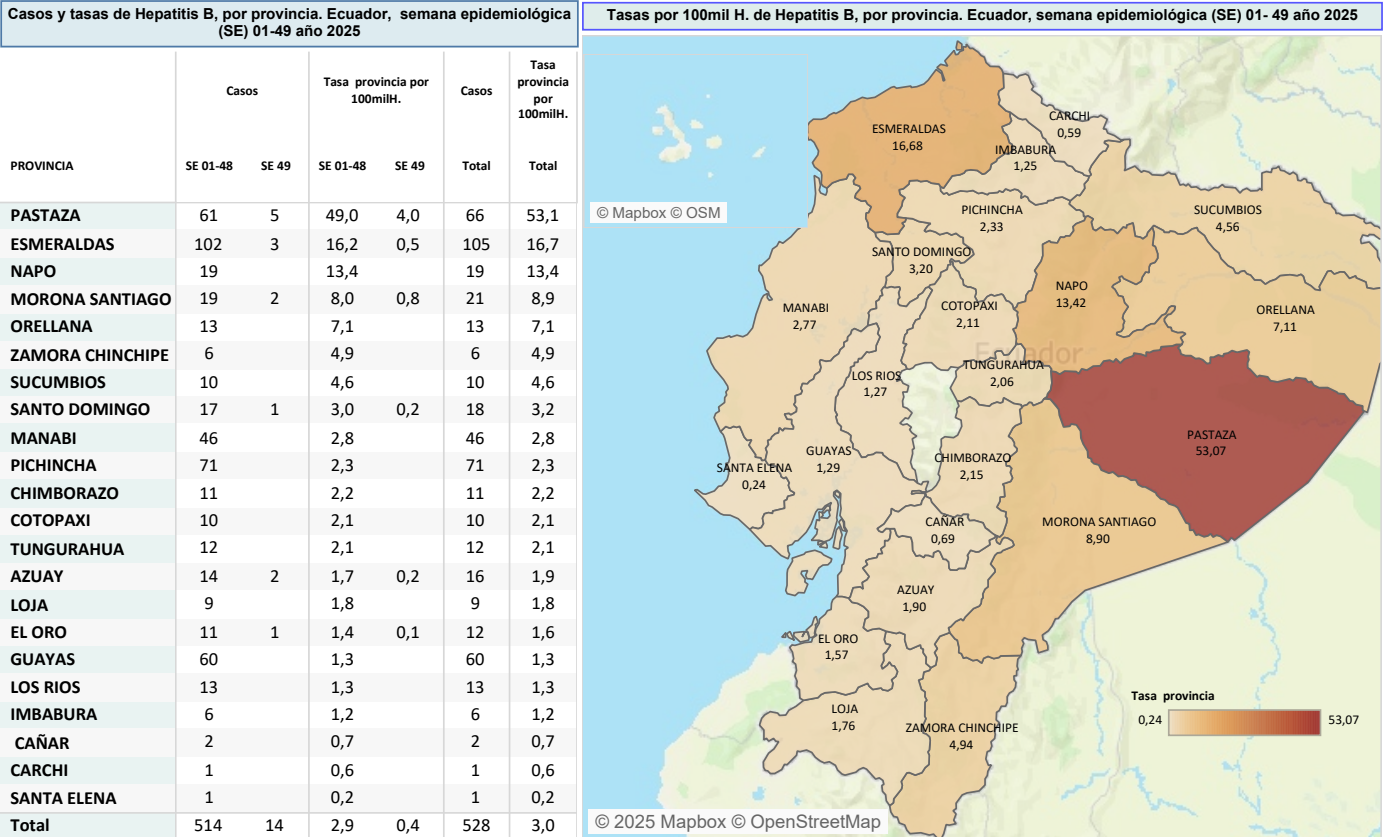 Casos y tasas de Hepatitis B, por provincia. Ecuador, semana epidemiológica
(SE) 01-49 año 2025
Casos
Tasa provincia por
100milH.
Casos
Tasa
provincia
por
100milH.
PROVINCIA SE 01-48 SE 49 SE 01-48 SE 49 Total Total
PASTAZA 61 5 49,0 4,0 66 53,1
ESMERALDAS 102 3 16,2 0,5 105 16,7
NAPO 19 13,4 19 13,4
MORONA SANTIAGO 19 2 8,0 0,8 21 8,9
ORELLANA 13 7,1 13 7,1
ZAMORA CHINCHIPE 6 4,9 6 4,9
SUCUMBIOS 10 4,6 10 4,6
SANTO DOMINGO 17 1 3,0 0,2 18 3,2
MANABI 46 2,8 46 2,8
PICHINCHA 71 2,3 71 2,3
CHIMBORAZO 11 2,2 11 2,2
COTOPAXI 10 2,1 10 2,1
TUNGURAHUA 12 2,1 12 2,1
AZUAY 14 2 1,7 0,2 16 1,9
LOJA 9 1,8 9 1,8
EL ORO 11 1 1,4 0,1 12 1,6
GUAYAS 60 1,3 60 1,3
LOS RIOS 13 1,3 13 1,3
IMBABURA 6 1,2 6 1,2
CAÑAR 2 0,7 2 0,7
CARCHI 1 0,6 1 0,6
SANTA ELENA 1 0,2 1 0,2
Total 514 14 2,9 0,4 528 3,0
Tasas por 100mil H. de Hepatitis B, por provincia. Ecuador, semana epidemiológica (SE) 01- 49 año 2025
ESMERALDAS
16,68
CARCHI
0,59
IMBABURA
1,25
© Mapbox © OSM
PICHINCHA
2,33
SUCUMBIOS
4,56
SANTO DOMINGO
3,20
NAPO
13,42
MANABI
2,77
COTOPAXI
2,11
ORELLANA
7,11
Ecuador
TUNGURAHUA
2,06
LOS RIOS
1,27
PASTAZA
53,07
GUAYAS
1,29
CHIMBORAZO
2,15
SANTA ELENA
0,24
CAÑAR
0,69
MORONA SANTIAGO
8,90
AZUAY
1,90
EL ORO
1,57
LOJA
1,76
ZAMORA CHINCHIPE
4,94
Tasa provincia
0,24 53,07
© 2025 Mapbox © OpenStreetMap